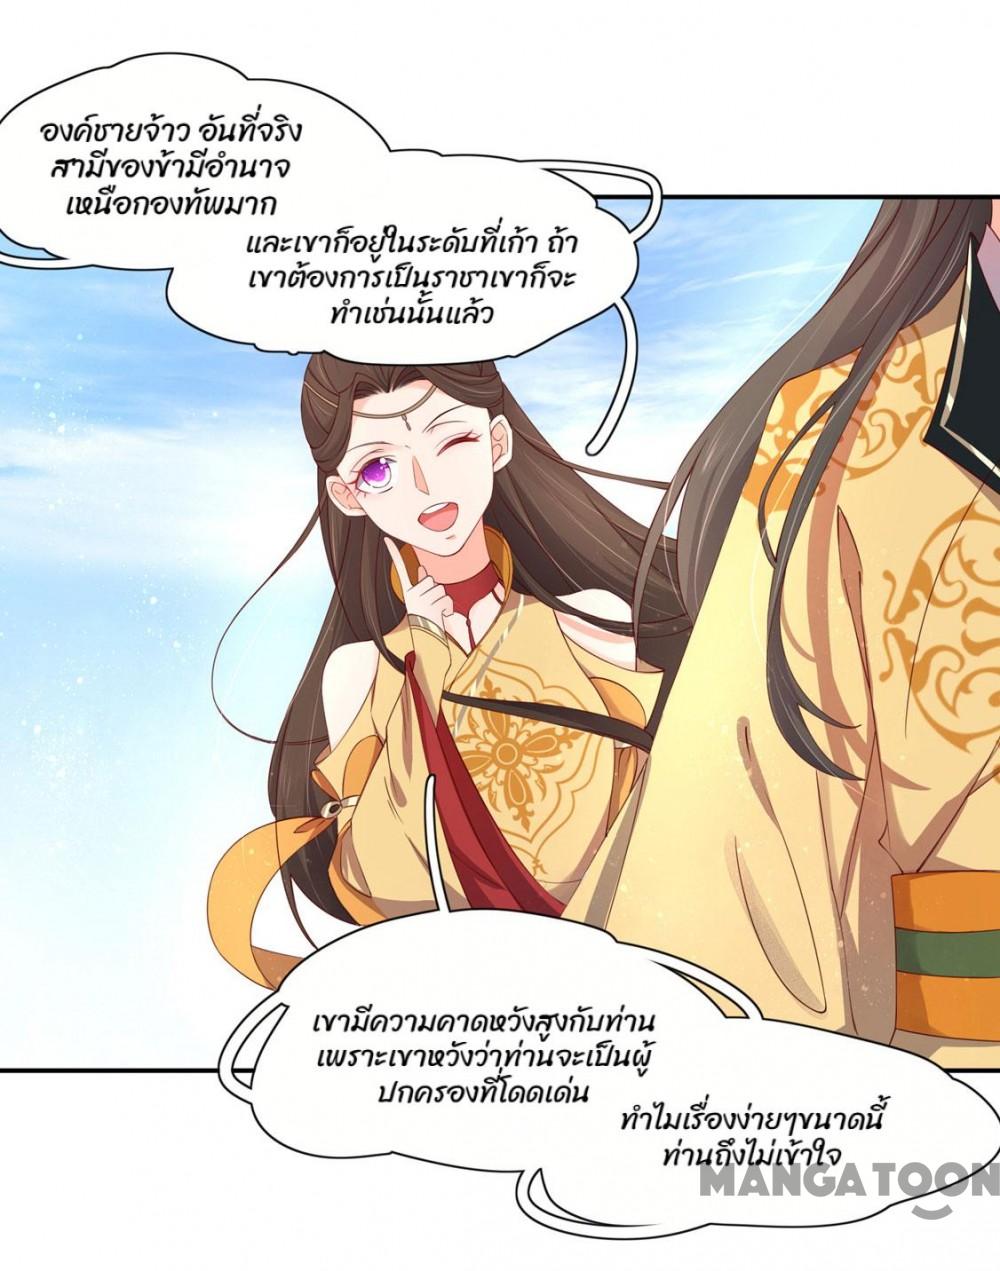 องค์ชายจ้าว อันที่จริง
สามีของข้ามีอำนาจ
เหนือกองทัพมาก
และเขาก็อยู่ในระดับที่เก้า ถ้า
เขาต้องการเป็นราชาเขาก็จะ
ทำเช่นนั้นแล้ว
เขามีความคาดหวังสูงกับท่าน
เพราะเขาหวังว่าท่านจะเป็นผู้
ปกครองที่โดดเด่น
ทำไมเรื่องง่ายๆขนาดนี้
ท่านถึงไม่เข้าใจ
MANGATOON